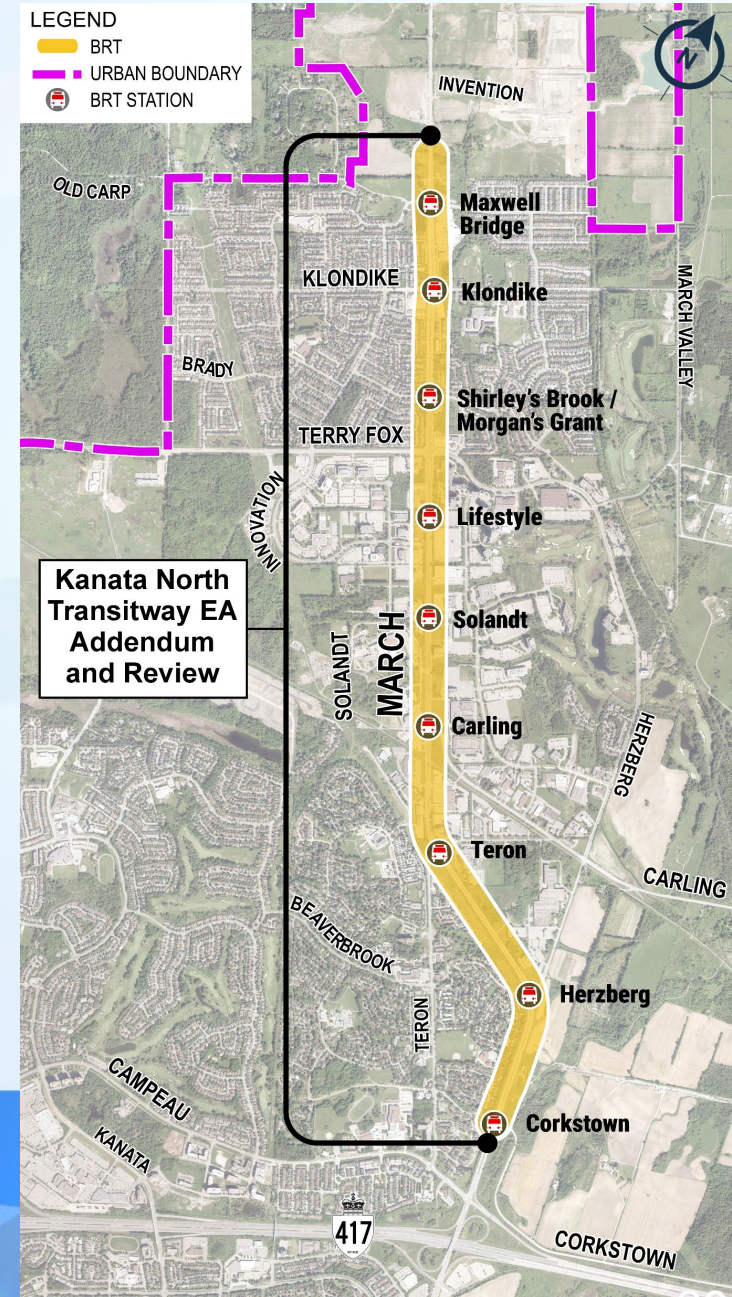 LEGEND
BRT
URBAN BOUNDARY
BRT STATION
N
INVENTION
OLD CARP
Maxwell
Bridge
KLONDIKE
Klondike
MARCH VALLEY
BRADY
Shirley's Brook /
Morgan's Grant
TERRY FOX
INNOVATION
Lifestyle
Kanata North
Transitway EA
Addendum
and Review
SOLANDT
MARCH
Solandt
Carling
HERZBERG
Teron
CARLING
BEAVERBROOK
Herzberg
TERON
CAMPEAU
Corkstown
KANATA
417
CORKSTOWN